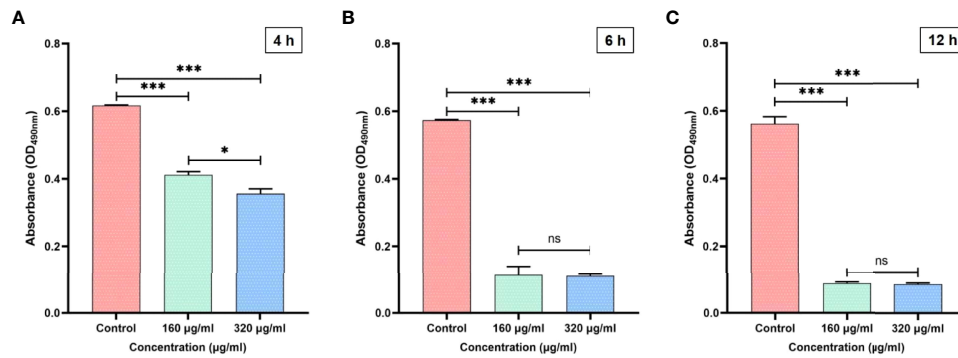 A
4 h
Absorbance (OD490nm)
0.8
0.6
0.4
0.2
0.0
***
***
*
Control
160 μg/ml
320 μg/ml
Concentration (μg/ml)
B
6 h
Absorbance (OD490nm)
0.8
0.6
0.4
0.2
0.0
***
***
ns
Control
160 μg/ml
320 μg/ml
Concentration (μg/ml)
C
12 h
Absorbance (OD490nm)
0.8
0.6
0.4
0.2
0.0
***
***
ns
Control
160 μg/ml
320 μg/ml
Concentration (μg/ml)